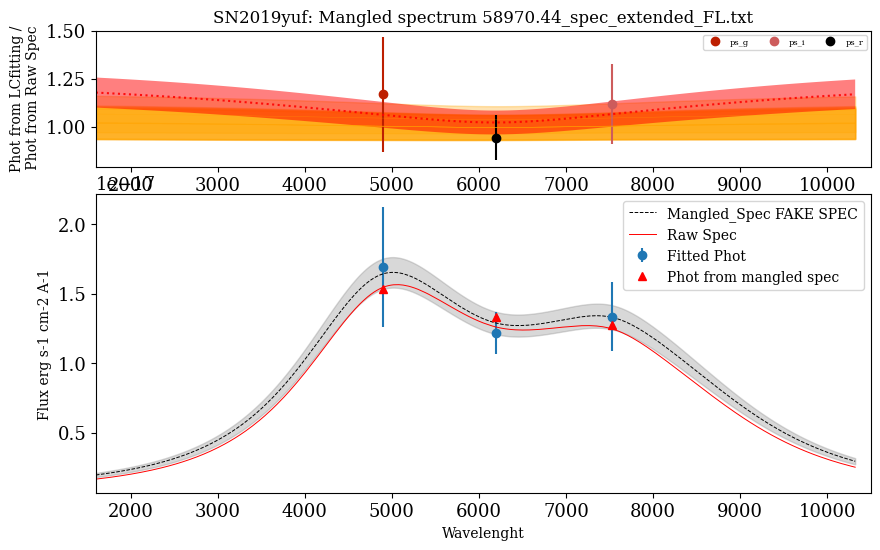 SN2019yuf: Mangled spectrum 58970.44_spec_extended_FL.txt
Phot from LCfitting /
Phot from Raw Spec
1.50
1.25
1.00
ps_g
ps_i
ps_r
2000 3000 4000 5000 6000 7000 8000 9000 10000
1e−17
Flux erg s-1 cm-2 A-1
2.0
1.5
1.0
0.5
Mangled_Spec FAKE SPEC
Raw Spec
Fitted Phot
Phot from mangled spec
2000 3000 4000 5000 6000 7000 8000 9000 10000
Wavelenght